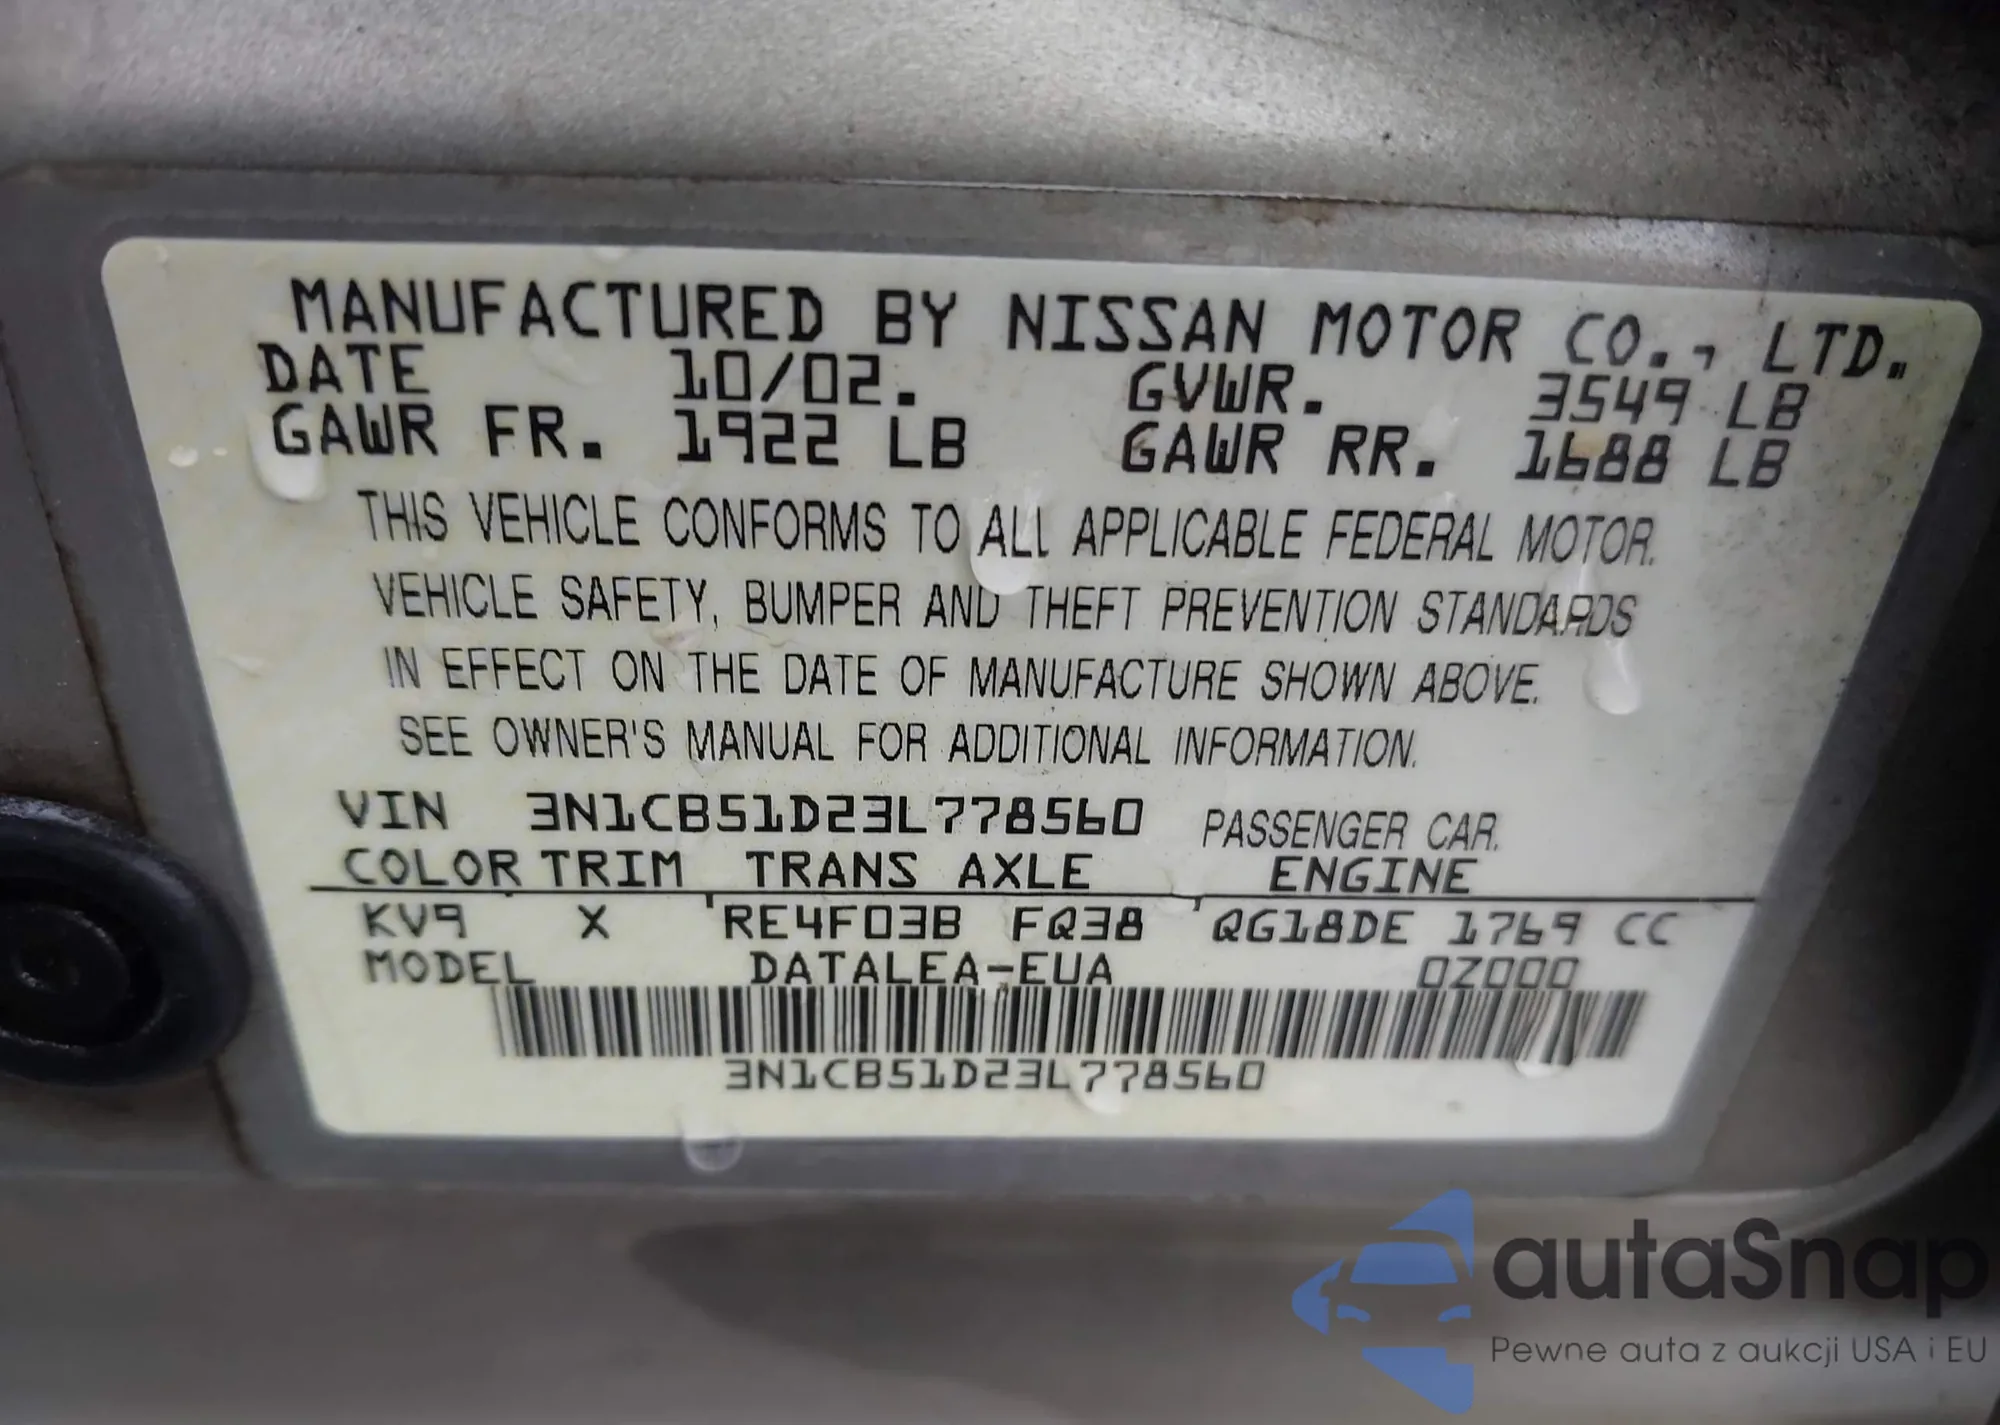 MANUFACTURED BY NISSAN MOTOR CO., LTD.
DATE 10/02. GVWR. 3549 LB
GAWR FR. 1922 LB GAWR RR. 1688 LB
THIS VEHICLE CONFORMS TO ALL APPLICABLE FEDERAL MOTOR.
VEHICLE SAFETY, BUMPER AND THEFT PREVENTION STANDARDS
IN EFFECT ON THE DATE OF MANUFACTURE SHOWN ABOVE.
SEE OWNER'S MANUAL FOR ADDITIONAL INFORMATION.
VIN 3N1CB51D23L778560 PASSENGER CAR.
COLOR TRIM TRANS AXLE ENGINE
KV9 X RE4F03B FQ38 QG18DE 1769 CC
MODEL DATALEA-EUA 0Z000
3N1CB51D23L778560
autaSnap
Pewne auta z aukcji USA i EU